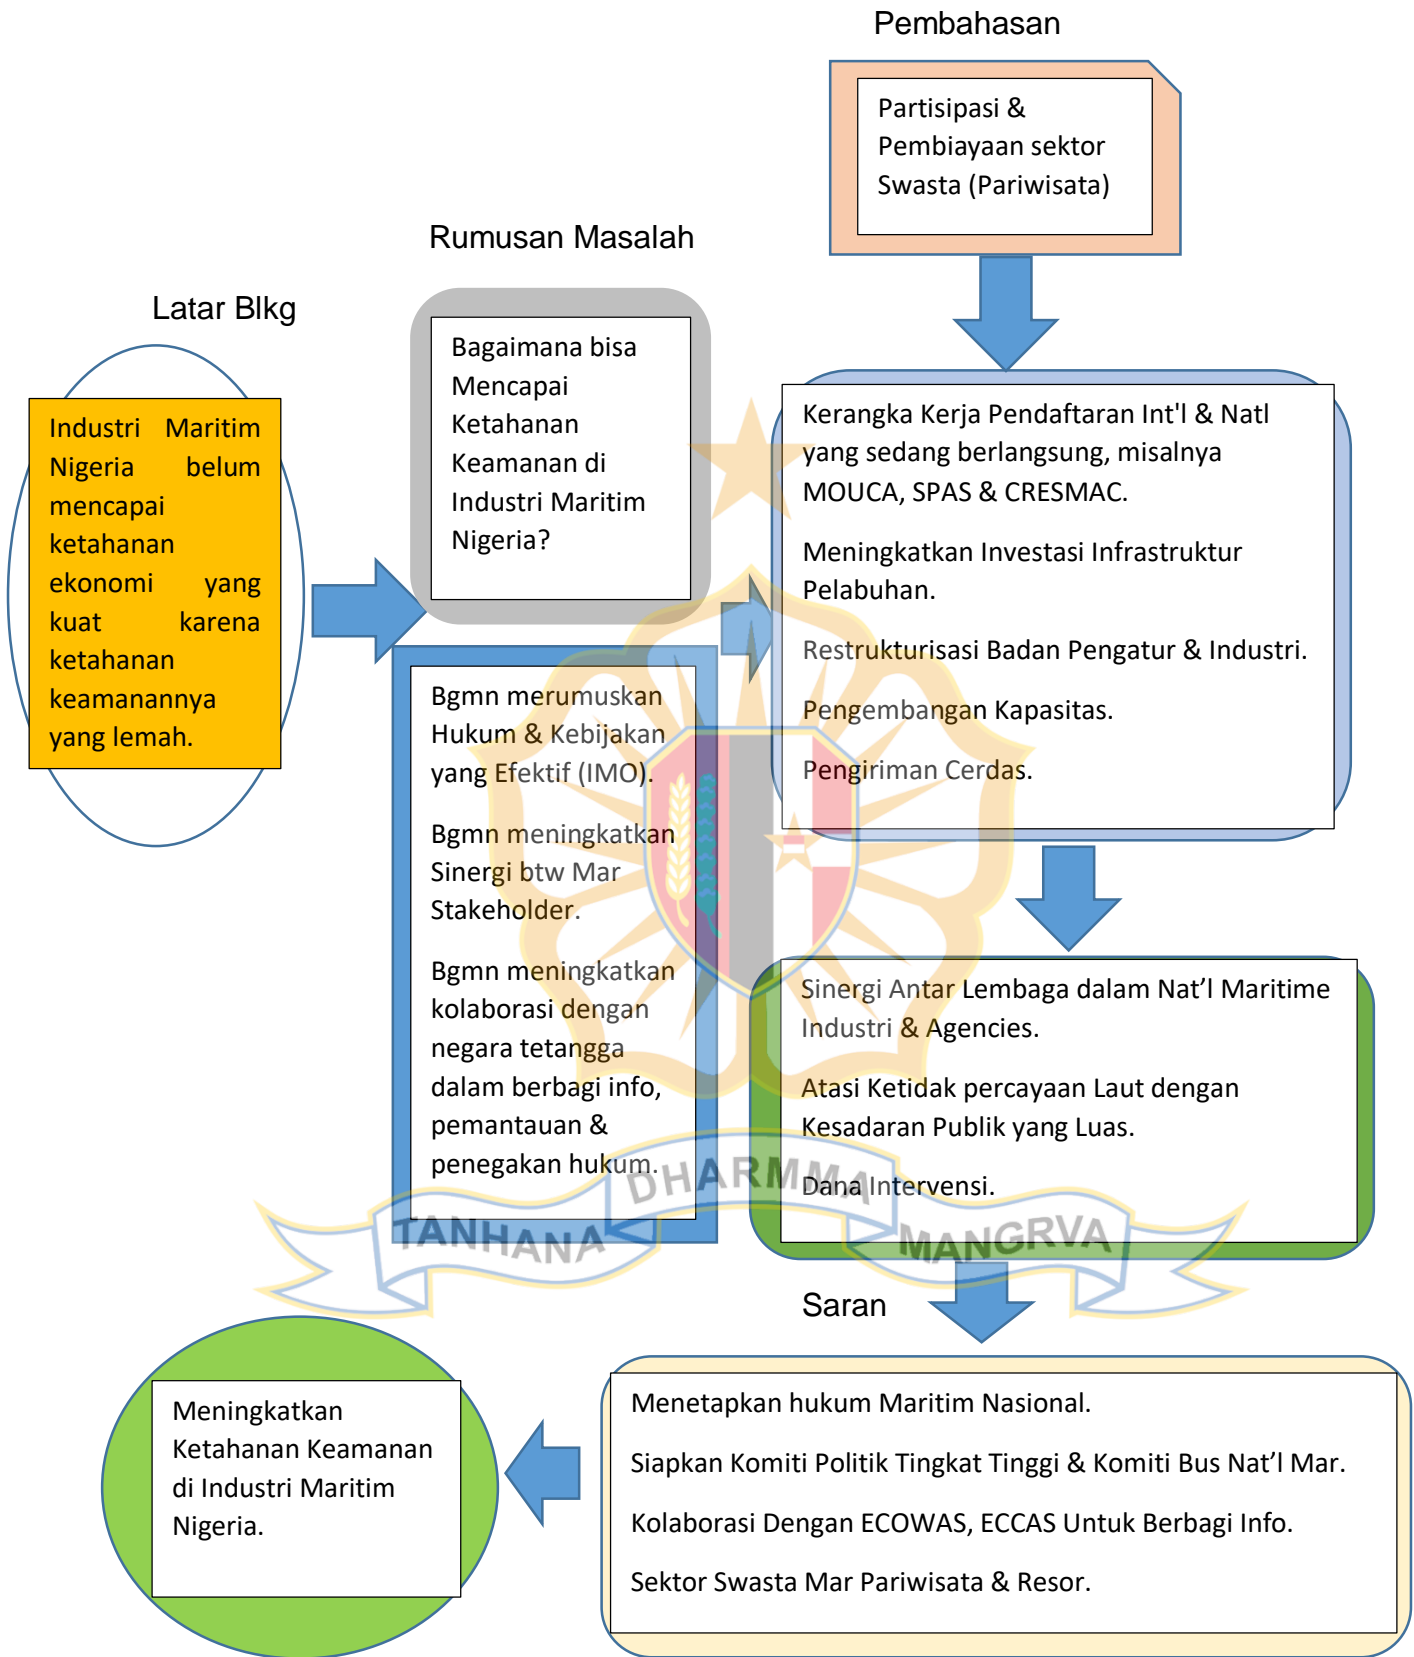 Pembahasan
Partisipasi &
Pembiayaan sektor
Swasta (Pariwisata)
Rumusan Masalah
Latar Blkg
Industri Maritim
Nigeria belum
mencapai
ketahanan
ekonomi yang
kuat karena
ketahanan
keamanannya
yang lemah.
Bagaimana bisa
Mencapai
Ketahanan
Keamanan di
Industri Maritim
Nigeria?
Bgmn merumuskan
Hukum & Kebijakan
yang Efektif (IMO).
Bgmn meningkatkan
Sinergi btw Mar
Stakeholder.
Bgmn meningkatkan
kolaborasi dengan
negara tetangga
dalam berbagi info,
pemantauan &
penegakan hukum.
Kerangka Kerja Pendaftaran Int'l & Natl
yang sedang berlangsung, misalnya
MOUCA, SPAS & CRESMAC.
Meningkatkan Investasi Infrastruktur
Pelabuhan.
Restrukturisasi Badan Pengatur & Industri.
Pengembangan Kapasitas.
Pengiriman Cerdas.
Sinergi Antar Lembaga dalam Nat’l Maritime
Industri & Agencies.
Atasi Ketidak percayaan Laut dengan
Kesadaran Publik yang Luas.
Dana Intervensi.
TANHANA DHARMMA MANGRVA
Saran
Menetapkan hukum Maritim Nasional.
Siapkan Komiti Politik Tingkat Tinggi & Komiti Bus Nat’l Mar.
Kolaborasi Dengan ECOWAS, ECCAS Untuk Berbagi Info.
Sektor Swasta Mar Pariwisata & Resor.
Meningkatkan
Ketahanan Keamanan
di Industri Maritim
Nigeria.